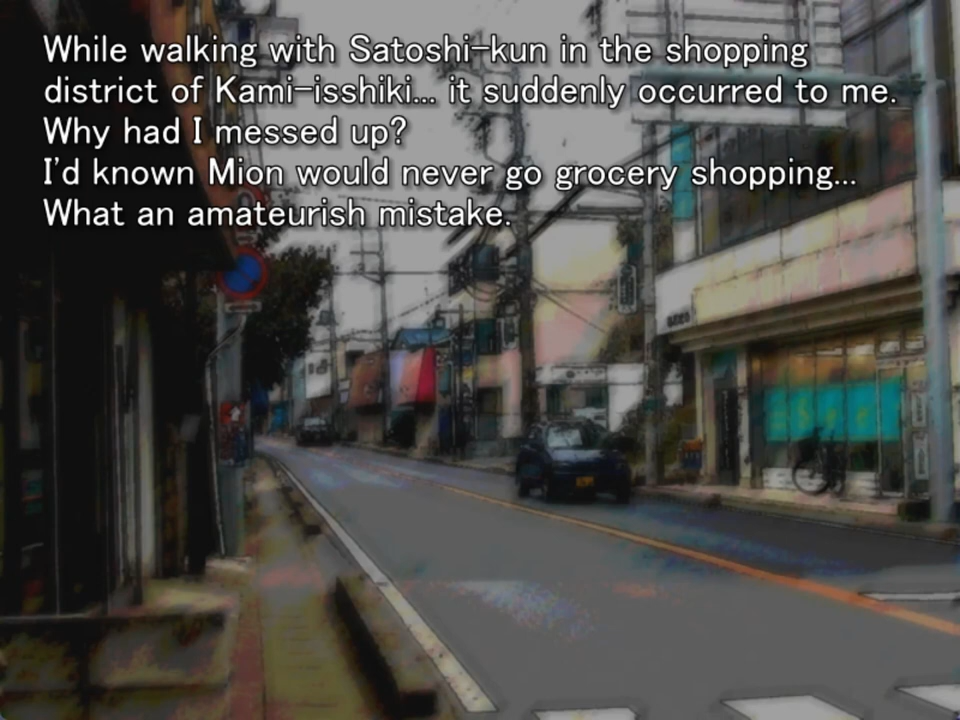 While walking with Satoshi-kun in the shopping
district of Kami-isshiki... it suddenly occurred to me.
Why had I messed up?
I'd known Mion would never go grocery shopping...
What an amateurish mistake.